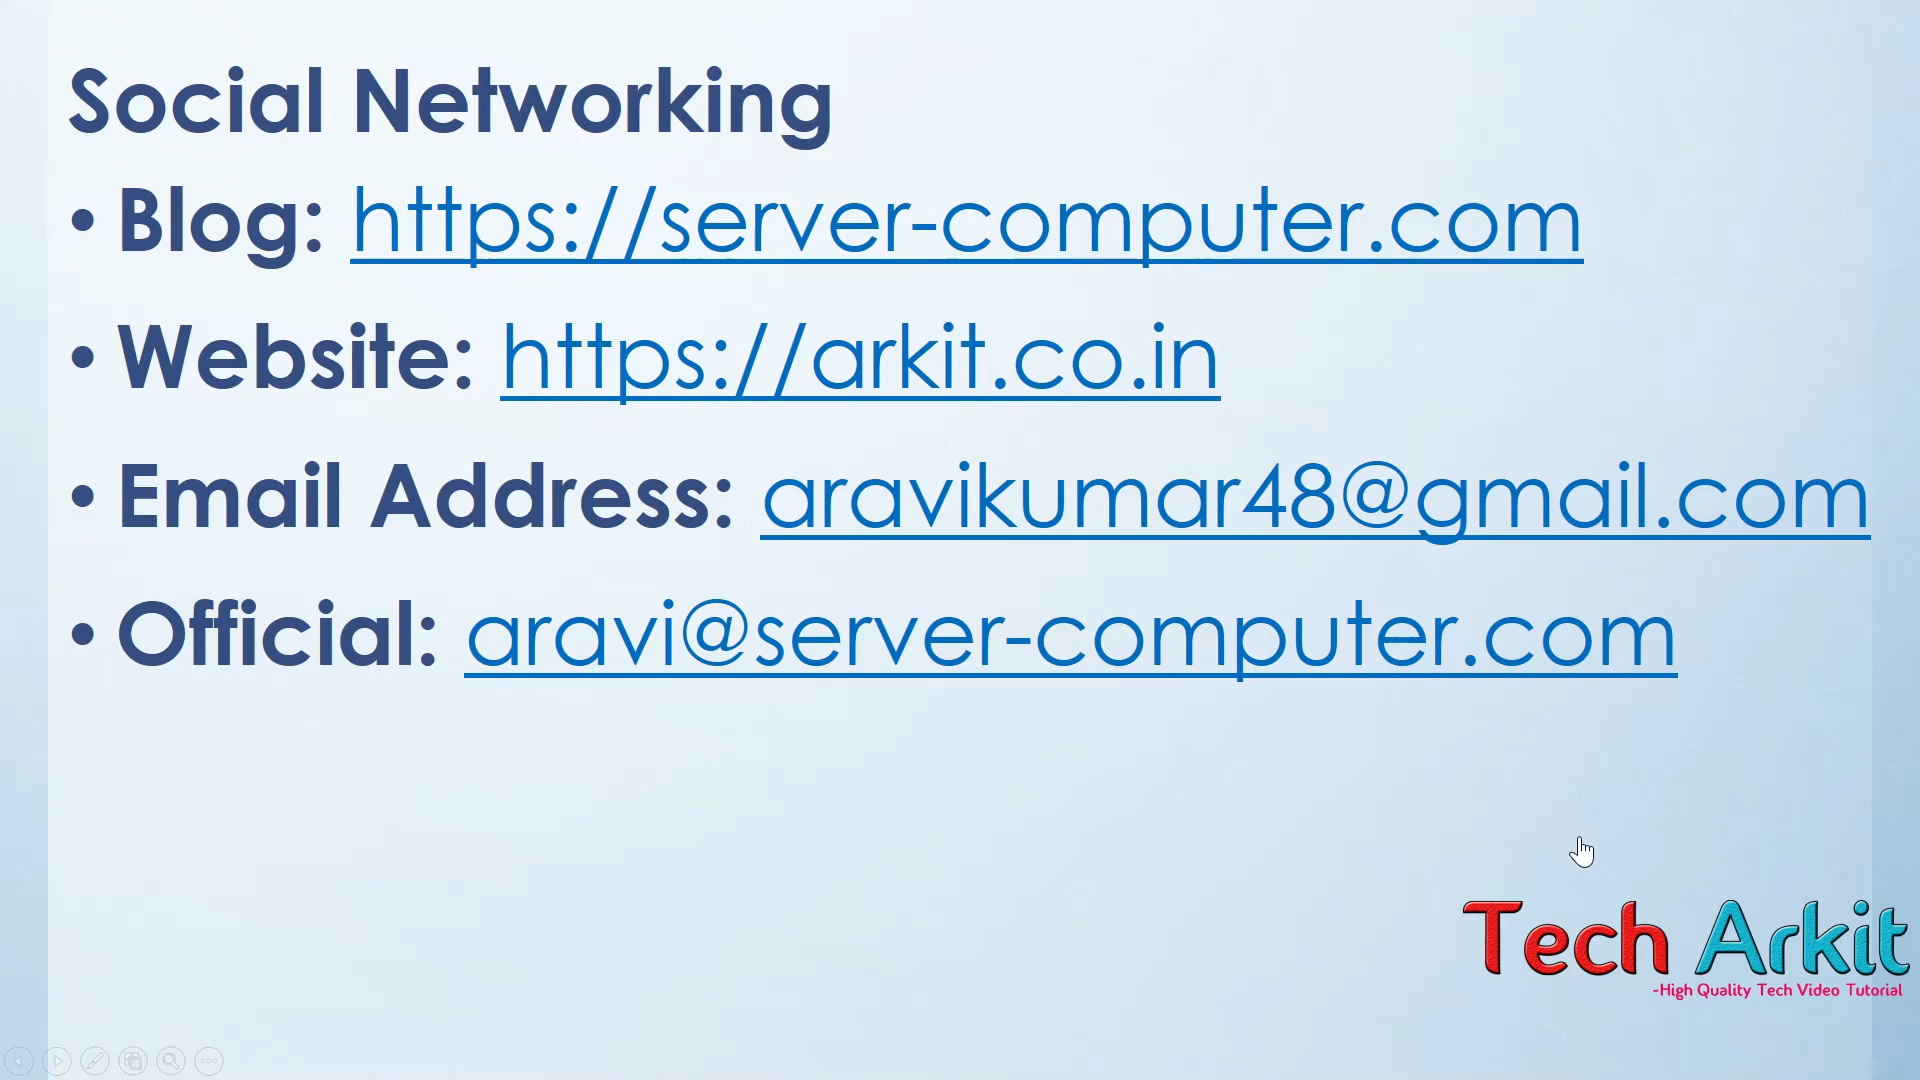 Social Networking
• Blog: https://server-computer.com
• Website: https://arkit.co.in
• Email Address: aravikumar48@gmail.com
• Official: aravi@server-computer.com
Tech Arkit
-High Quality Tech Video Tutorial